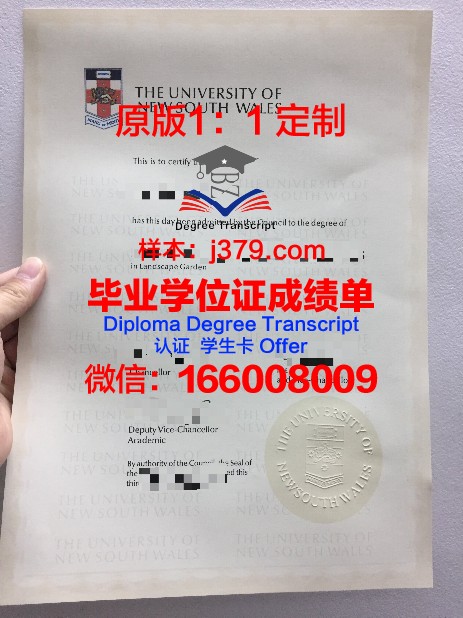 THE UNIVERSITY OF
NEW SOUTH WALES
原版1：1 定制
This is to certify
BZ
has this day been admitted by the Council to the degree of
Degree Transcript
样本：j379.com
in Landscape Garden
毕业学位证成绩单
Diploma Degree Transcript
认证 学生卡 Offer
Chancellor
微信：166008009
Deputy Vice-Chancellor
Academic
By authority of the Council, the Seal of
the
THE UNIVERSITY OF
NEW SOUTH WALES